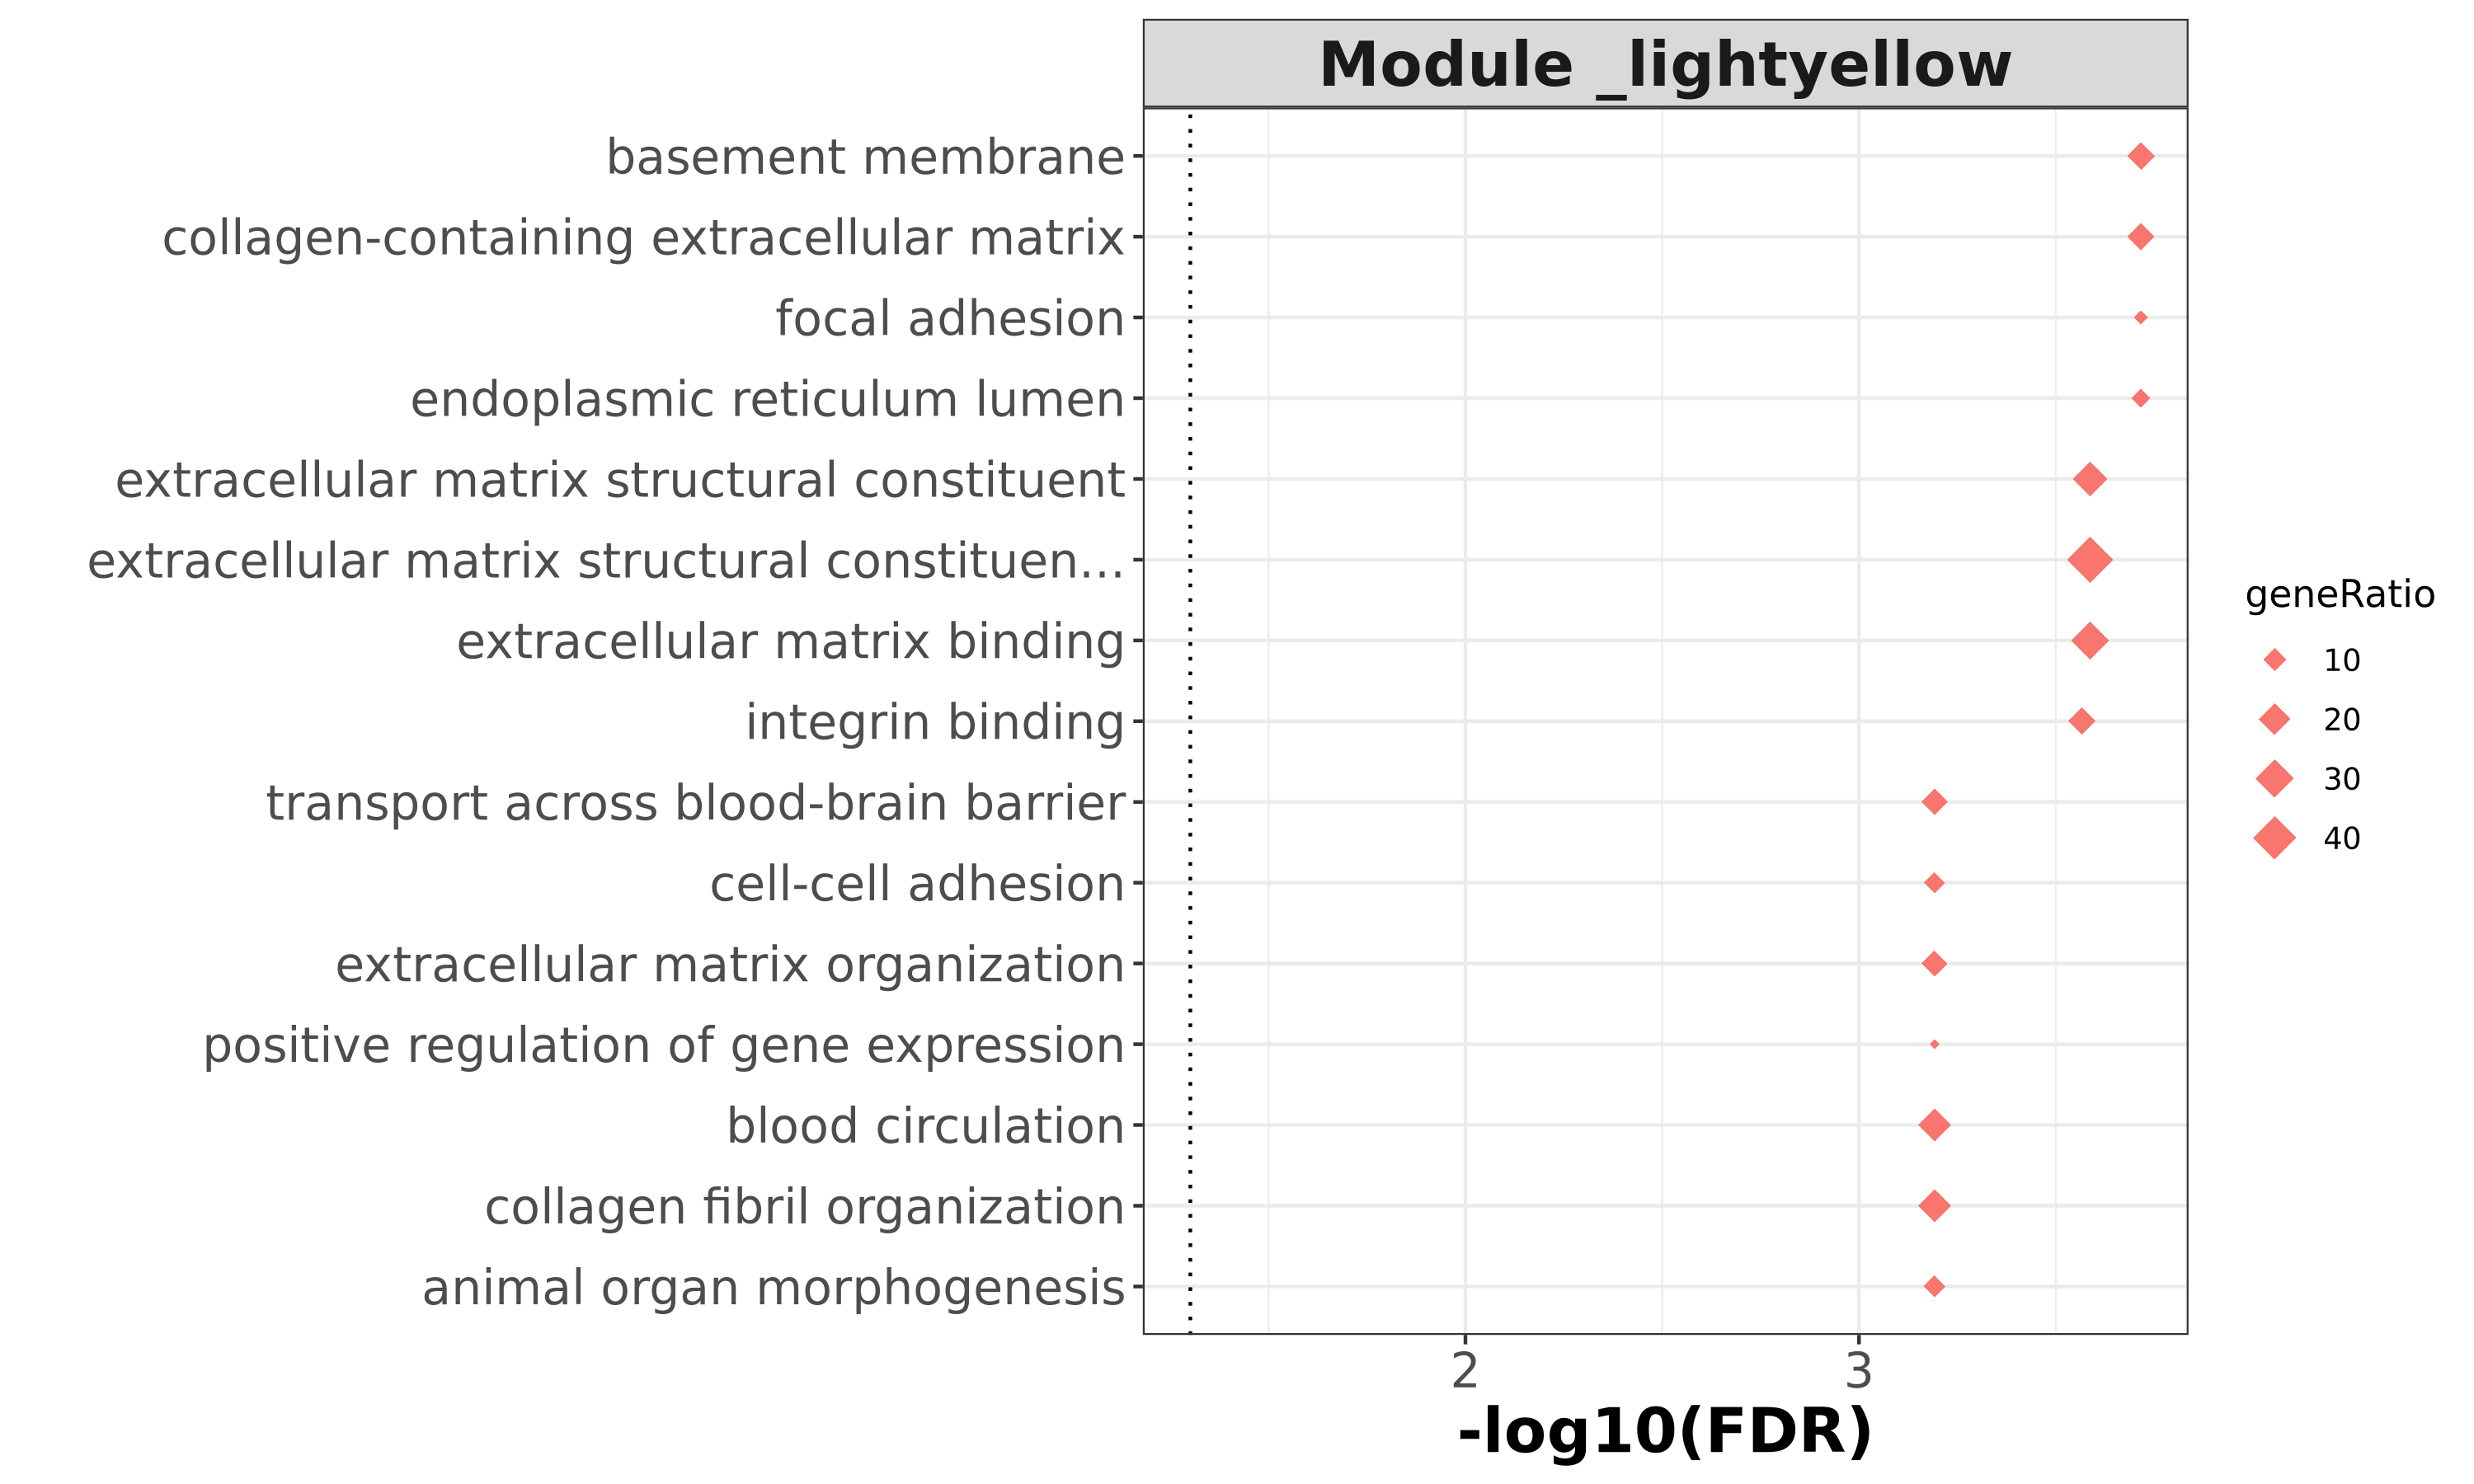 Module _lightyellow
basement membrane
collagen-containing extracellular matrix
focal adhesion
endoplasmic reticulum lumen
extracellular matrix structural constituent
extracellular matrix structural constituen...
extracellular matrix binding
integrin binding
transport across blood-brain barrier
cell-cell adhesion
extracellular matrix organization
positive regulation of gene expression
blood circulation
collagen fibril organization
animal organ morphogenesis
2 3
-log10(FDR)
geneRatio
10
20
30
40